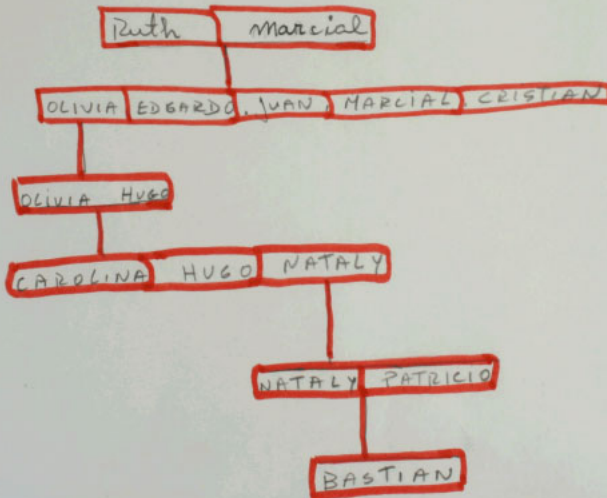 Ruth Marcial
OLIVIA EDGARDO. JUAN. MARCIAL. CRISTIAN
OLIVIA HUGO
CAROLINA HUGO NATALY
NATALY PATRICIO
BASTIAN